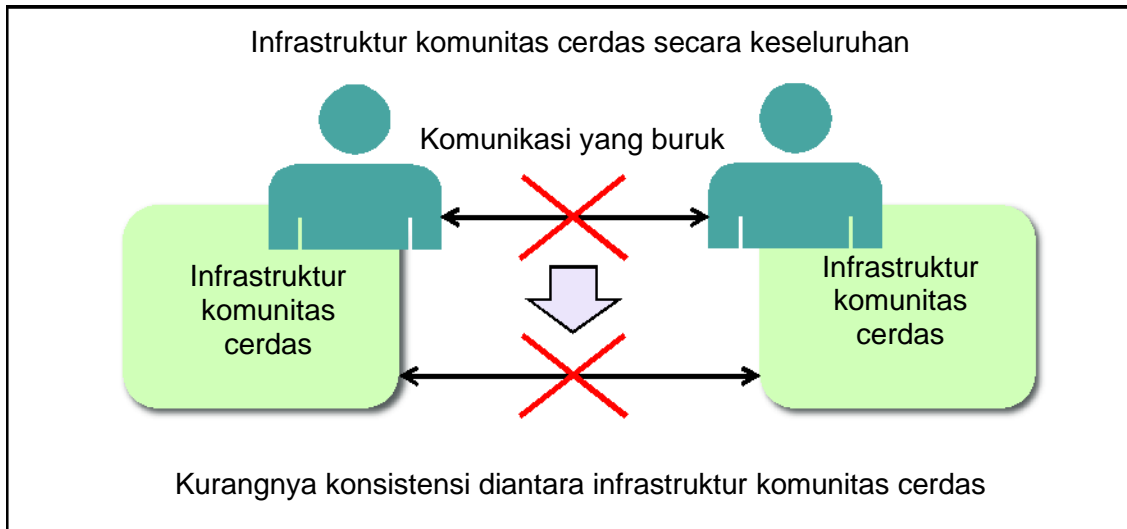 Infrastruktur komunitas cerdas secara keseluruhan
Komunikasi yang buruk
Infrastruktur
komunitas
cerdas
Infrastruktur
komunitas
cerdas
Kurangnya konsistensi diantara infrastruktur komunitas cerdas